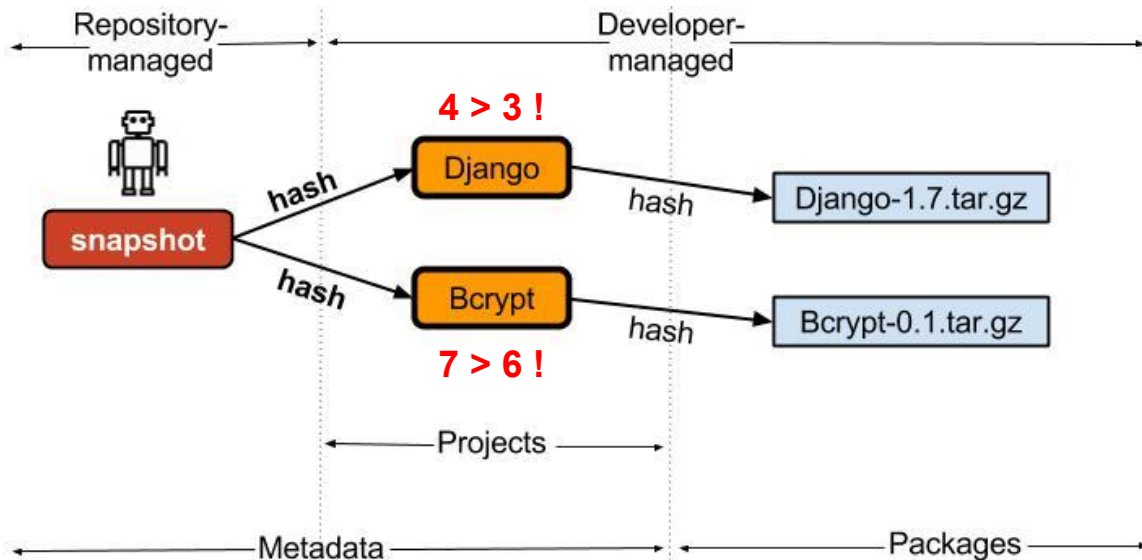 Repository-
managed
Developer-
managed
4 > 3 !
Django
hash
hash
Django-1.7.tar.gz
snapshot
hash
Bcrypt
hash
Bcrypt-0.1.tar.gz
7 > 6 !
Projects
Metadata
Packages